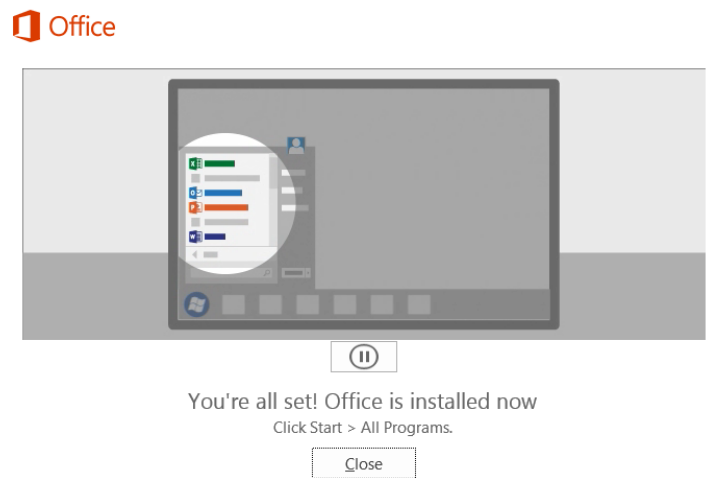 Office
You're all set! Office is installed now
Click Start > All Programs.
Close